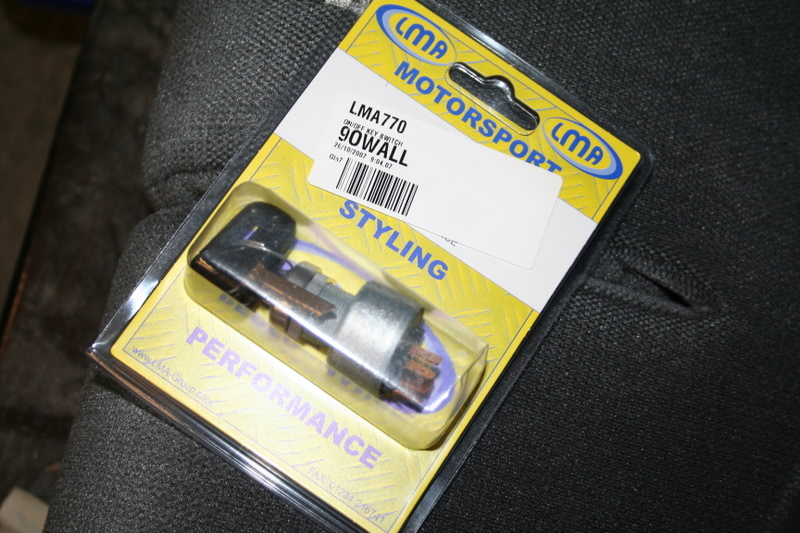 LMA
MOTORSPORT
LMA
LMA770
ON/OFF KEY SWITCH
90WALL
26/10/2007 9:04:07
STYLING
PERFORMANCE